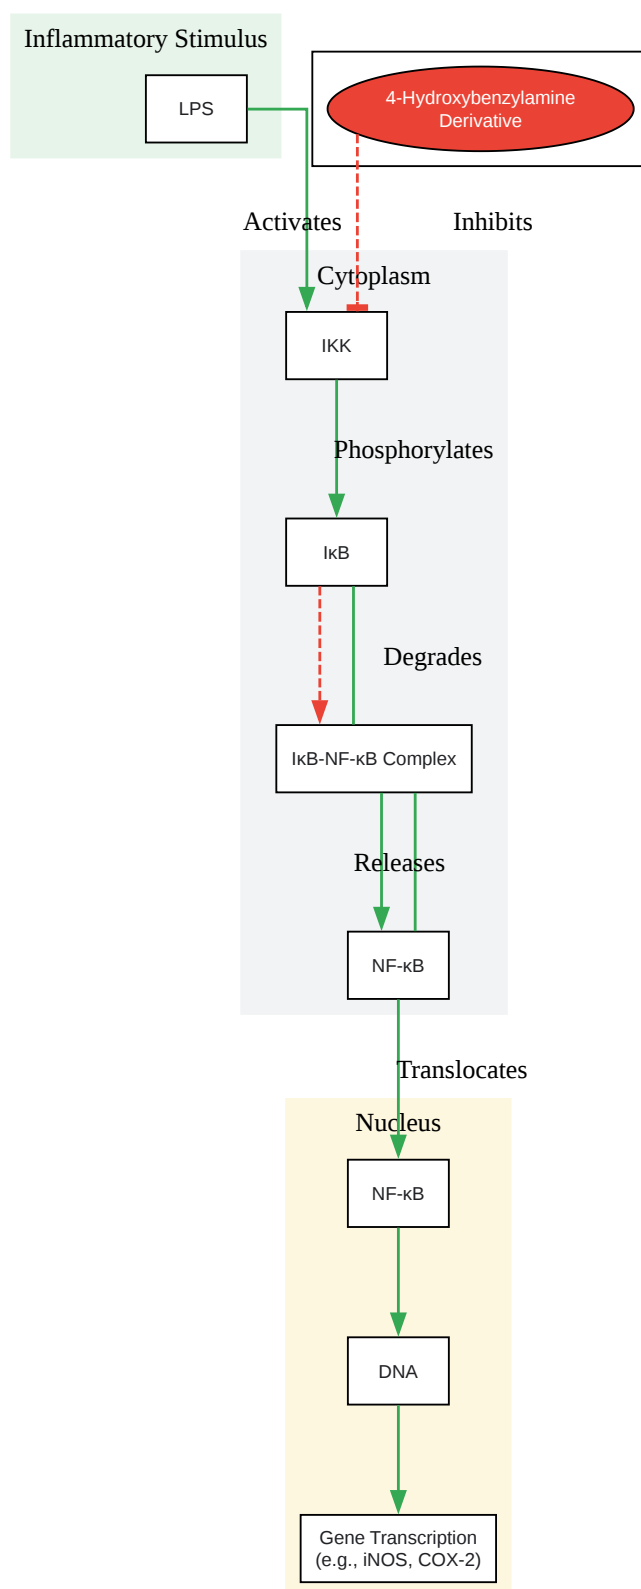 Inflammatory Stimulus
LPS
4-Hydroxybenzylamine
Derivative
Activates
Inhibits
Cytoplasm
IKK
Phosphorylates
IκB
Degrades
IκB-NF-κB Complex
Releases
NF-κB
Translocates
Nucleus
NF-κB
DNA
Gene Transcription
(e.g., iNOS, COX-2)